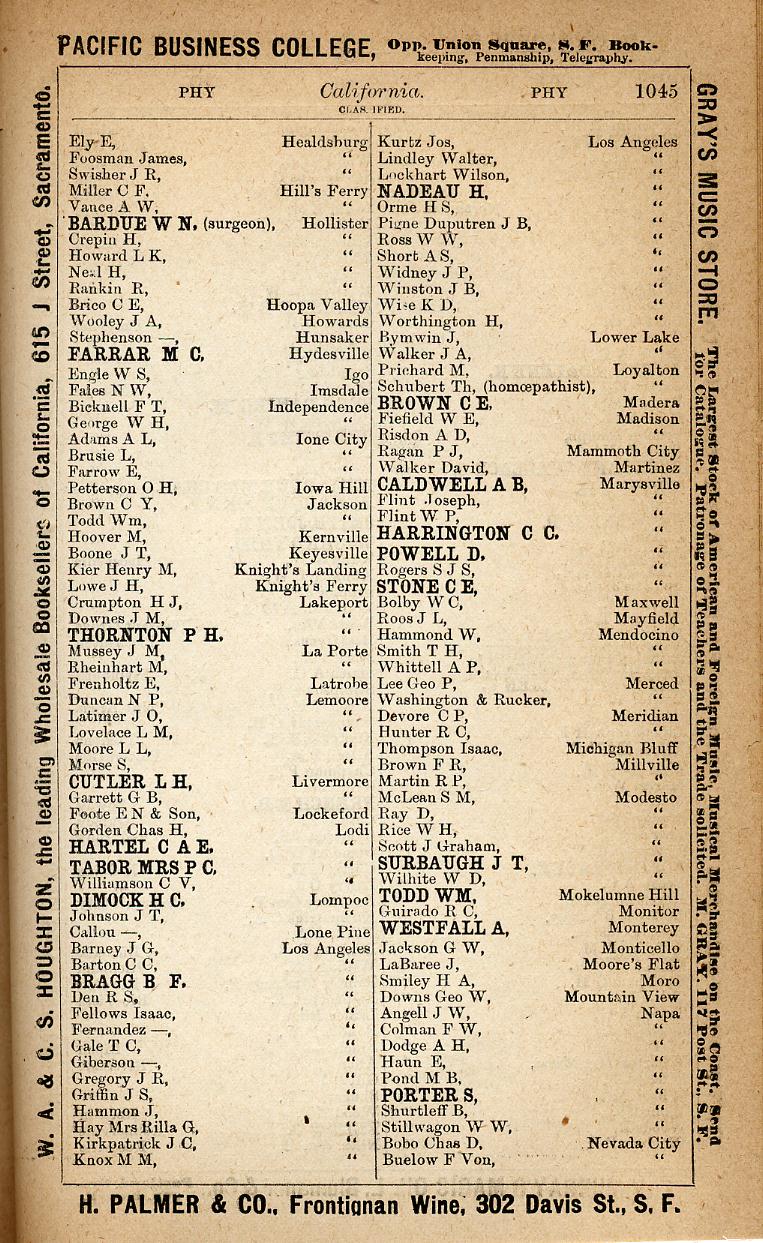 PACIFIC BUSINESS COLLEGE, Opp. Union Square, S. F. Book-
keeping, Penmanship, Telegraphy.
W. A. & C. S. HOUGHTON, the leading Wholesale Booksellers of California, 615 J Street, Sacramento.
PHY California. PHY 1045
CLASSIFIED.
Ely E, Healdsburg
Foosman James, “
Swisher J R, “
Miller C F, Hill's Ferry
Vance A W, “
BARDUE W N. (surgeon), Hollister
Crepin H, “
Howard L K, “
Neal H, “
Rankin R, “
Brico C E, Hoopa Valley
Wooley J A, Howards
Stephenson —, Hunsaker
FARRAR M C. Hydesville
Engle W S, Igo
Fales N W, Imsdale
Bicknell F T, Independence
George W H, “
Adams A L, Ione City
Brusie L, “
Farrow E, “
Petterson O H, Iowa Hill
Brown C Y, Jackson
Todd Wm, “
Hoover M, Kernville
Boone J T, Keyesville
Kier Henry M, Knight's Landing
Lowe J H, Knight's Ferry
Crumpton H J, Lakeport
Downes J M, “
THORNTON P H. “
Mussey J M, La Porte
Rheinhart M, “
Frenholtz E, Latrobe
Duncan N P, Lemoore
Latimer J O, “
Lovelace L M, “
Moore L L, “
Morse S, “
CUTLER L H, Livermore
Garrett G B, “
Foote E N & Son, Lockeford
Gorden Chas H, Lodi
HARTEL C A E. “
TABOR MRS P C. “
Williamson C V, “
DIMOCK H C. Lompoc
Johnson J T, “
Callou —, Lone Pine
Barney J G, Los Angeles
Barton C C, “
BRAGG B F. “
Den R S, “
Fellows Isaac, “
Fernandez —, “
Gale T C, “
Giberson —, “
Gregory J R, “
Griffin J S, “
Hammon J, “
Hay Mrs Rilla G, “
Kirkpatrick J C, “
Knox M M, “
Kurtz Jos, Los Angeles
Lindley Walter, “
Lockhart Wilson, “
NADEAU H. “
Orme H S, “
Pigne Duputren J B, “
Ross W W, “
Short A S, “
Widney J P, “
Winston J B, “
Wise K D, “
Worthington H, “
Bymwin J, Lower Lake
Walker J A, “
Prichard M, Loyalton
Schubert Th, (homœpathist), “
BROWN C E, Madera
Fiefield W E, Madison
Risdon A D, “
Ragan P J, Mammoth City
Walker David, Martinez
CALDWELL A B, Marysville
Flint Joseph, “
Flint W P, “
HARRINGTON C C. “
POWELL D. “
Rogers S J S, “
STONE C E, “
Bolby W C, Maxwell
Roos J L, Mayfield
Hammond W, Mendocino
Smith T H, “
Whittell A P, “
Lee Geo P, Merced
Washington & Rucker, “
Devore C P, Meridian
Hunter R C, “
Thompson Isaac, Michigan Bluff
Brown F R, Millville
Martin R P, “
McLean S M, Modesto
Ray D, “
Rice W H, “
Scott J Graham, “
SURBAUGH J T, “
Wilhite W D, “
TODD WM, Mokelumne Hill
Guirado R C, Monitor
WESTFALL A, Monterey
Jackson G W, Monticello
LaBaree J, Moore's Flat
Smiley H A, Moro
Downs Geo W, Mountain View
Angell J W, Napa
Colman F W, “
Dodge A H, “
Haun E, “
Pond M B, “
PORTER S, “
Shurtleff B, “
Stillwagon W W, “
Bobo Chas D, Nevada City
Buelow F Von, “
GRAY'S MUSIC STORE. The Largest Stock of American and Foreign Music, Musical Merchandise on the Coast. Send
for Catalogue. Patronage of Teachers and the Trade solicited. M. GRAY. 117 Post St., S. F.
H. PALMER & CO., Frontignan Wine, 302 Davis St., S. F.